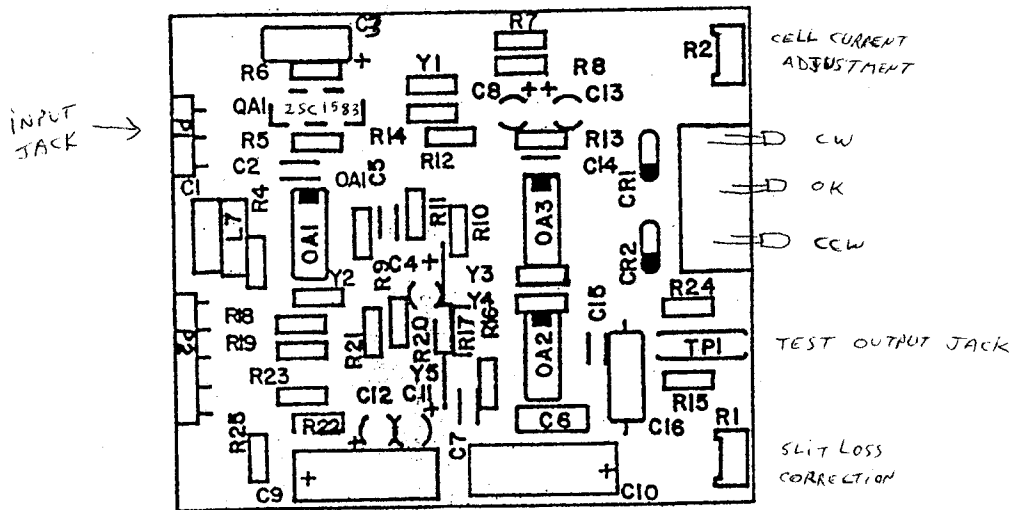 C3
R7
R2
CELL CURRENT
ADJUSTMENT
R6
Y1
R8
C8
C13
QA1
2SC1583
INPUT
JACK
P1
R5
R14
R12
R13
C14
CW
C2
OA1
C5
CR1
OK
C1
R4
L7
OA1
R11
R10
OA3
CCW
R9
C4
Y3
CR2
Y2
Y4
R24
P2
R18
R19
R21
R20
R17
R16
C15
OA2
TP1
TEST OUTPUT JACK
R23
Y5
R15
C12
C11
R22
C7
C6
C16
R1
R25
SLIT LOSS
CORRECTION
C9
C10